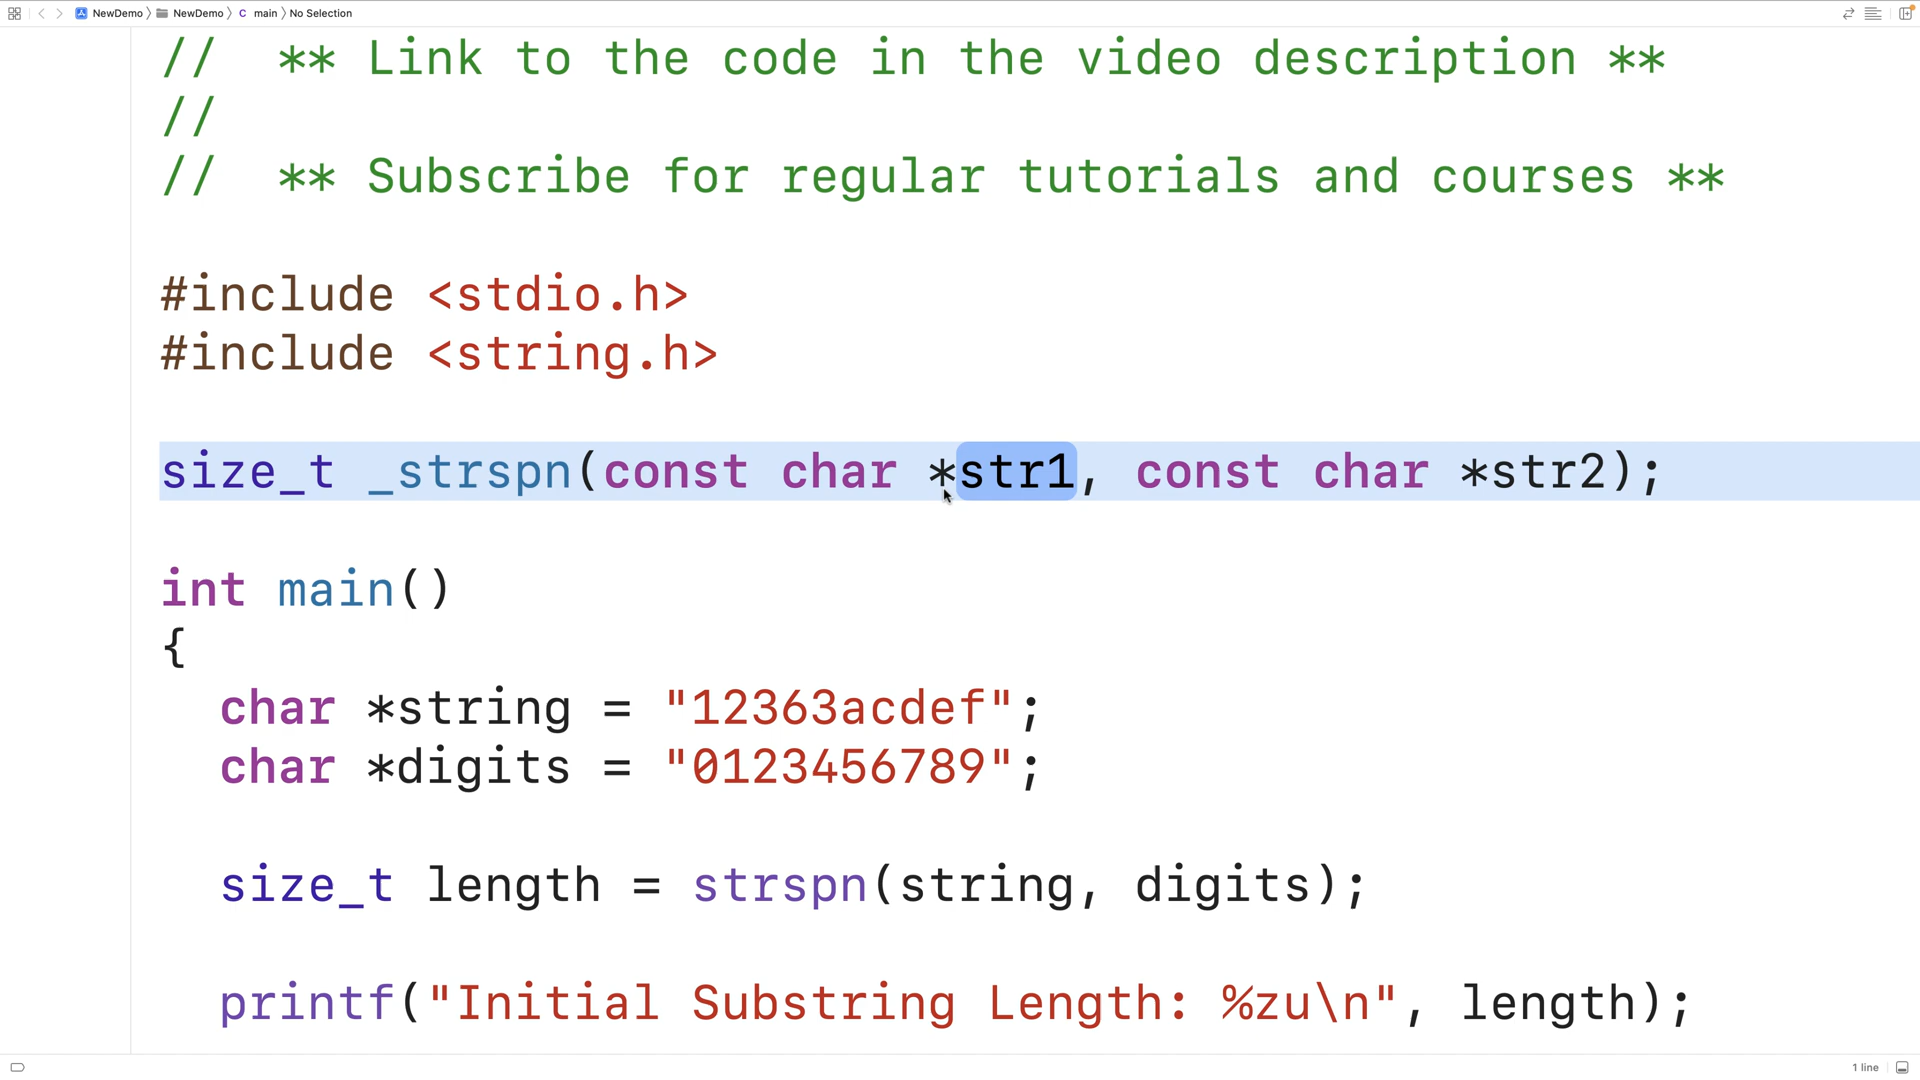 NewDemo NewDemo C main No Selection
// ** Link to the code in the video description **
//
// ** Subscribe for regular tutorials and courses **
#include <stdio.h>
#include <string.h>
size_t _strspn(const char *str1, const char *str2);
int main()
{
char *string = "12363acdef";
char *digits = "0123456789";
size_t length = strspn(string, digits);
printf("Initial Substring Length: %zu\n", length);
1 line